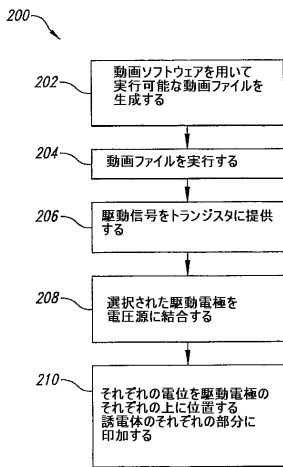 200
202
動画ソフトウェアを用いて
実行可能な動画ファイルを
生成する
204
動画ファイルを実行する
206
駆動信号をトランジスタに提供
する
208
選択された駆動電極を
電圧源に結合する
210
それぞれの電位を駆動電極の
それぞれの上に位置する
誘電体のそれぞれの部分に
印加する